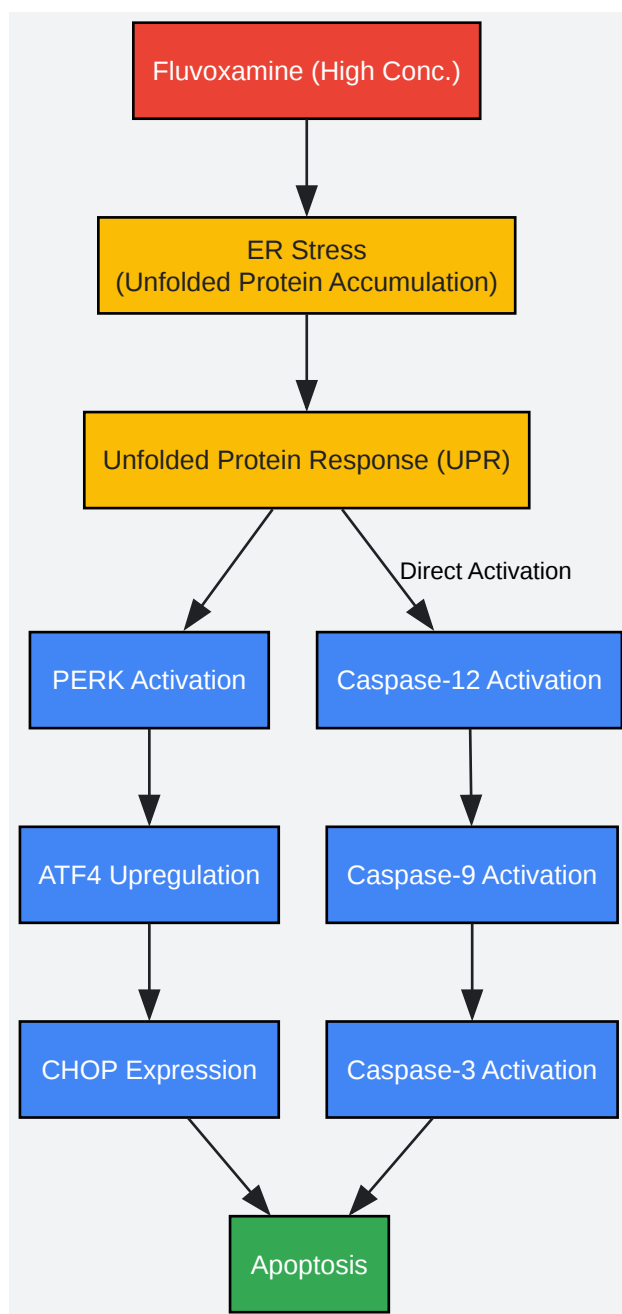 Fluvoxamine (High Conc.)
ER Stress
(Unfolded Protein Accumulation)
Unfolded Protein Response (UPR)
Direct Activation
PERK Activation
Caspase-12 Activation
ATF4 Upregulation
Caspase-9 Activation
CHOP Expression
Caspase-3 Activation
Apoptosis